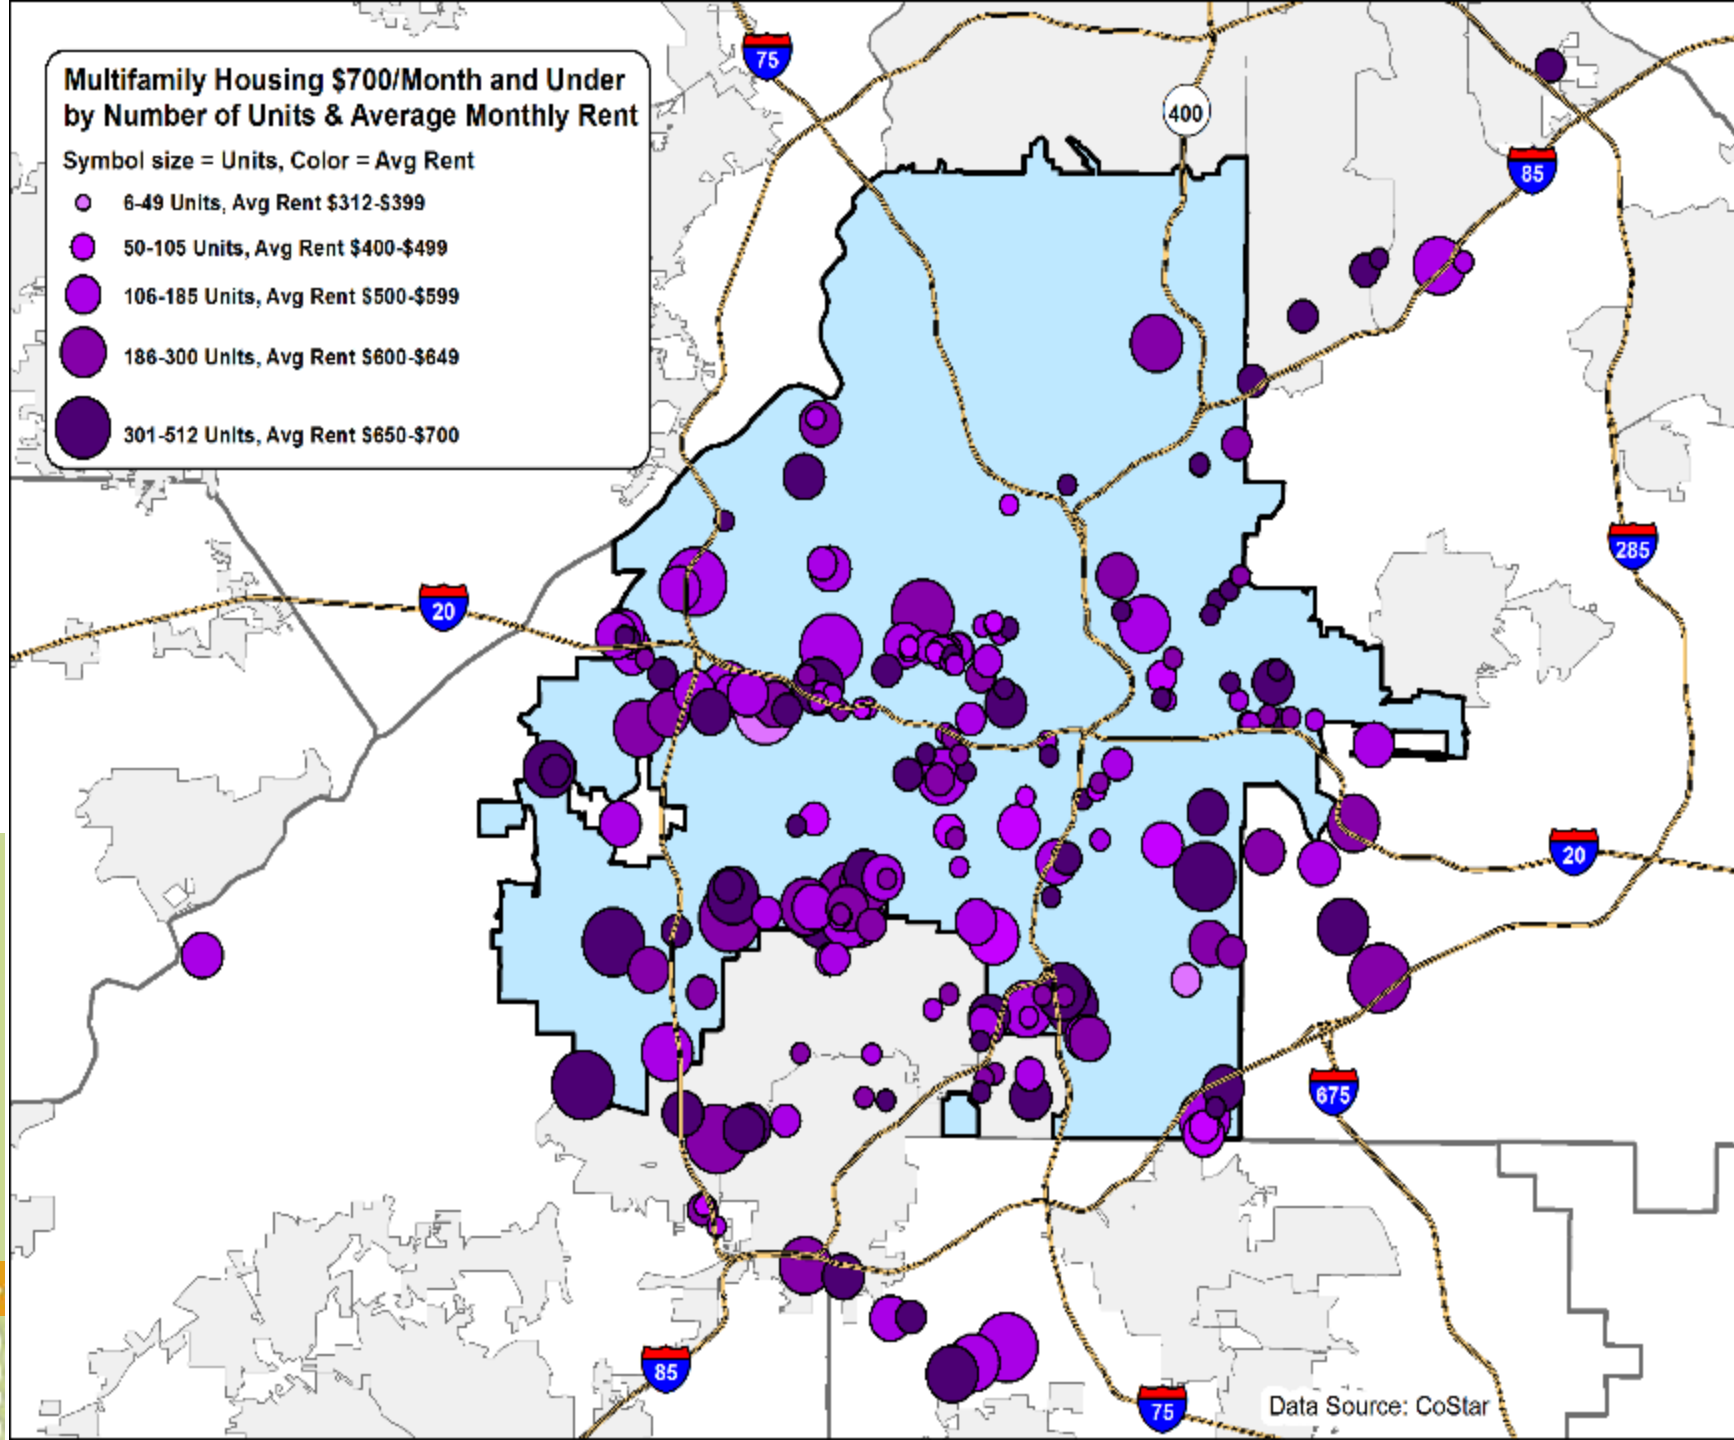 Multifamily Housing $700/Month and Under
by Number of Units & Average Monthly Rent
Symbol size = Units, Color = Avg Rent
6-49 Units, Avg Rent $312-$399
50-105 Units, Avg Rent $400-$499
106-185 Units, Avg Rent $500-$599
186-300 Units, Avg Rent $600-$649
301-512 Units, Avg Rent $650-$700
75
400
85
285
20
20
675
85
75
Data Source: CoStar